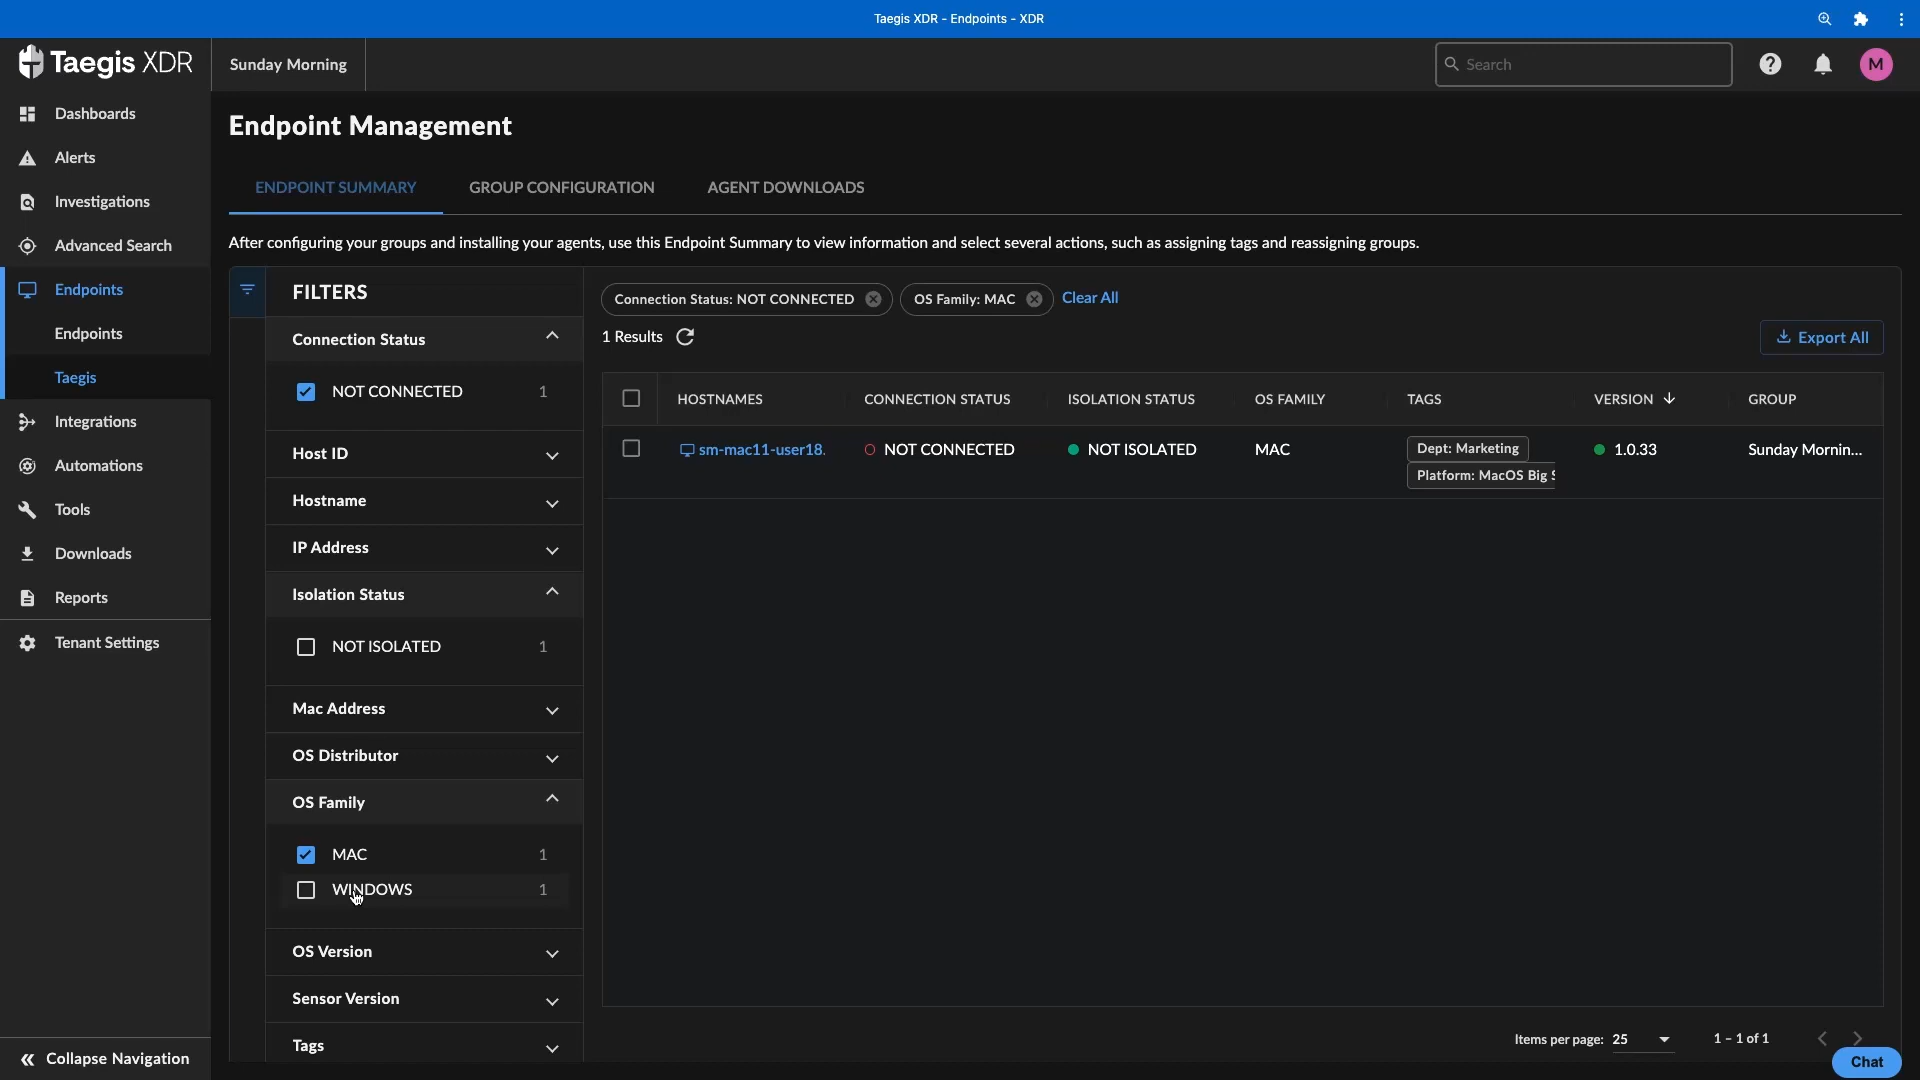 Taegis XDR - Endpoints - XDR
Taegis XDR
Sunday Morning
Search
M
Dashboards
Alerts
Investigations
Advanced Search
Endpoints
Endpoints
Taegis
Integrations
Automations
Tools
Downloads
Reports
Tenant Settings
Collapse Navigation
Endpoint Management
ENDPOINT SUMMARY
GROUP CONFIGURATION
AGENT DOWNLOADS
After configuring your groups and installing your agents, use this Endpoint Summary to view information and select several actions, such as assigning tags and reassigning groups.
FILTERS
Connection Status
NOT CONNECTED 1
Host ID
Hostname
IP Address
Isolation Status
NOT ISOLATED 1
Mac Address
OS Distributor
OS Family
MAC 1
WINDOWS 1
OS Version
Sensor Version
Tags
Connection Status: NOT CONNECTED
OS Family: MAC
Clear All
1 Results
Export All
HOSTNAMES CONNECTION STATUS ISOLATION STATUS OS FAMILY TAGS VERSION GROUP
sm-mac11-user18. NOT CONNECTED NOT ISOLATED MAC Dept: Marketing 1.0.33 Sunday Mornin...
Platform: MacOS Big S
Items per page: 25 1 – 1 of 1
Chat